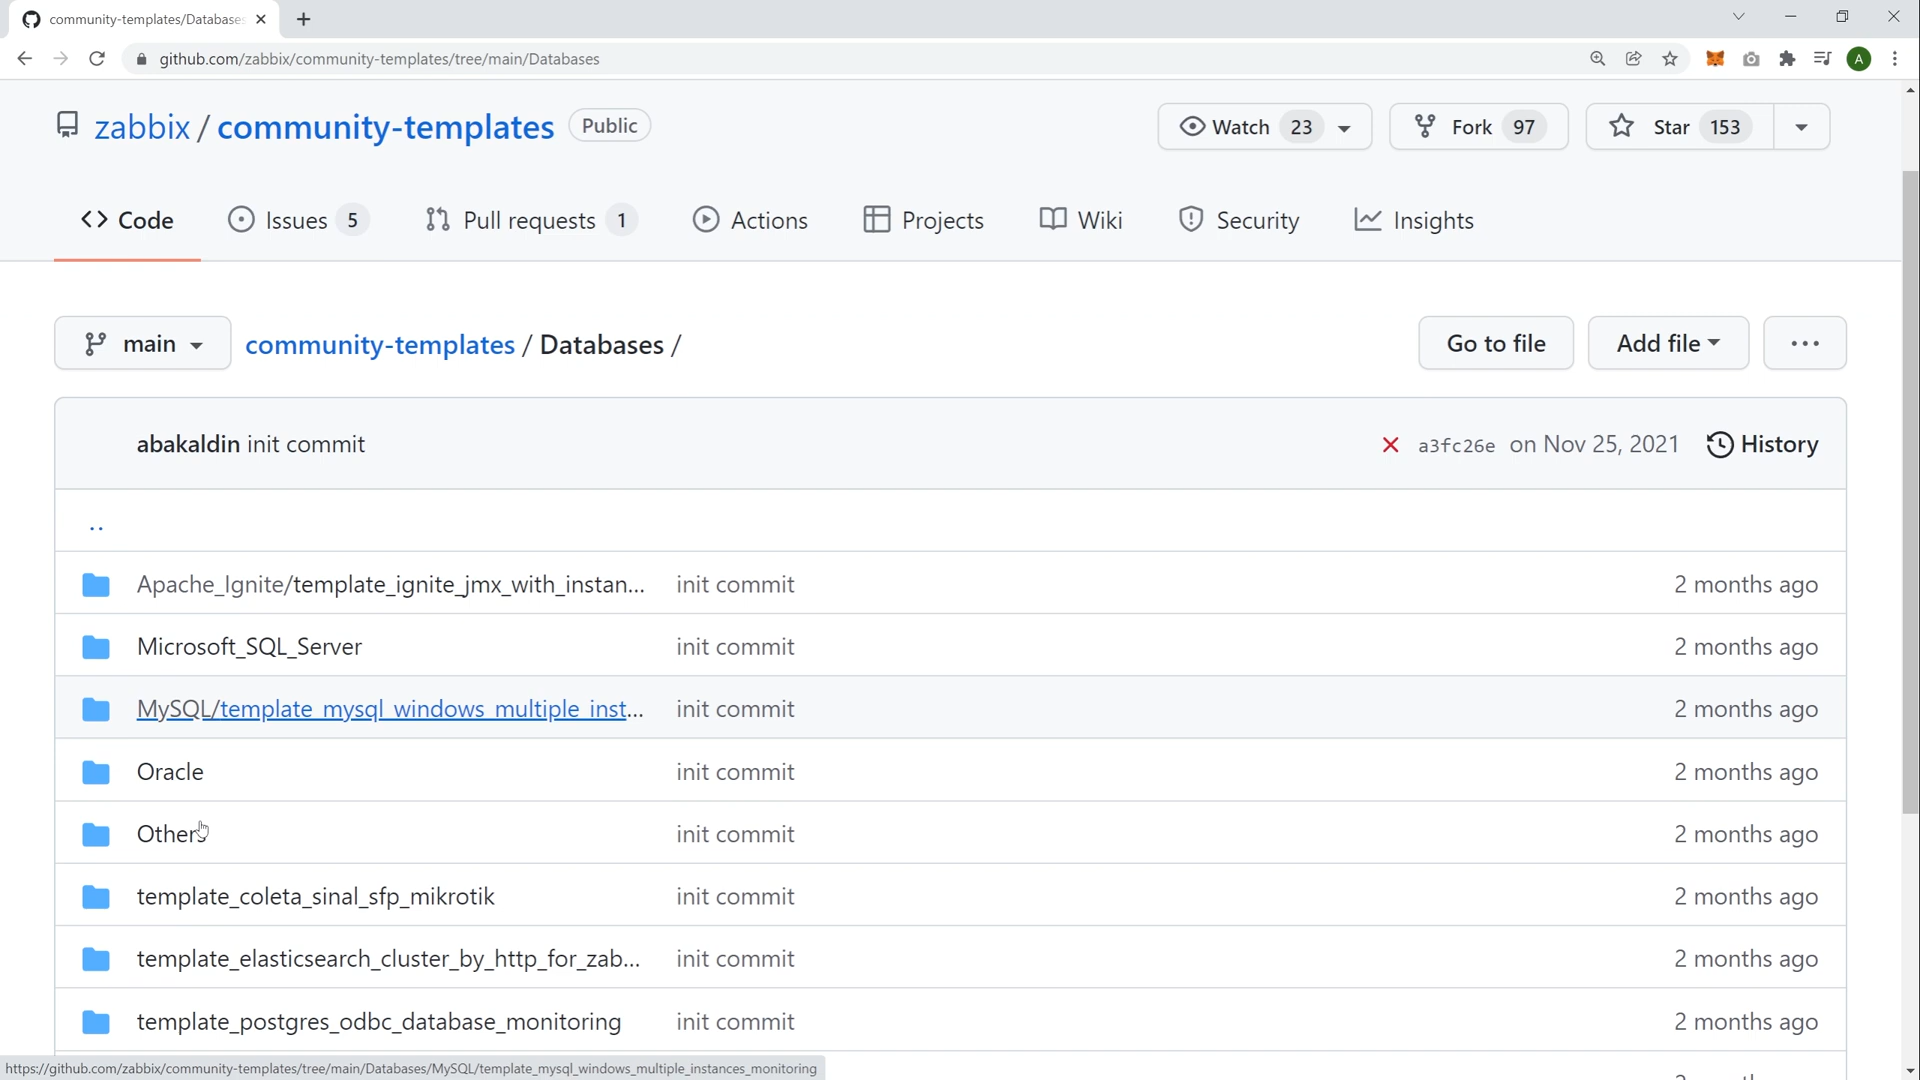 community-templates/Databases
github.com/zabbix/community-templates/tree/main/Databases
A
zabbix / community-templates Public
Watch 23
Fork 97
Star 153
Code
Issues 5
Pull requests 1
Actions
Projects
Wiki
Security
Insights
main
community-templates / Databases /
Go to file
Add file
...
abakaldin init commit
a3fc26e on Nov 25, 2021
History
..
Apache_Ignite/template_ignite_jmx_with_instan... init commit 2 months ago
Microsoft_SQL_Server init commit 2 months ago
MySQL/template_mysql_windows_multiple_inst... init commit 2 months ago
Oracle init commit 2 months ago
Others init commit 2 months ago
template_coleta_sinal_sfp_mikrotik init commit 2 months ago
template_elasticsearch_cluster_by_http_for_zab... init commit 2 months ago
template_postgres_odbc_database_monitoring init commit 2 months ago
https://github.com/zabbix/community-templates/tree/main/Databases/MySQL/template_mysql_windows_multiple_instances_monitoring